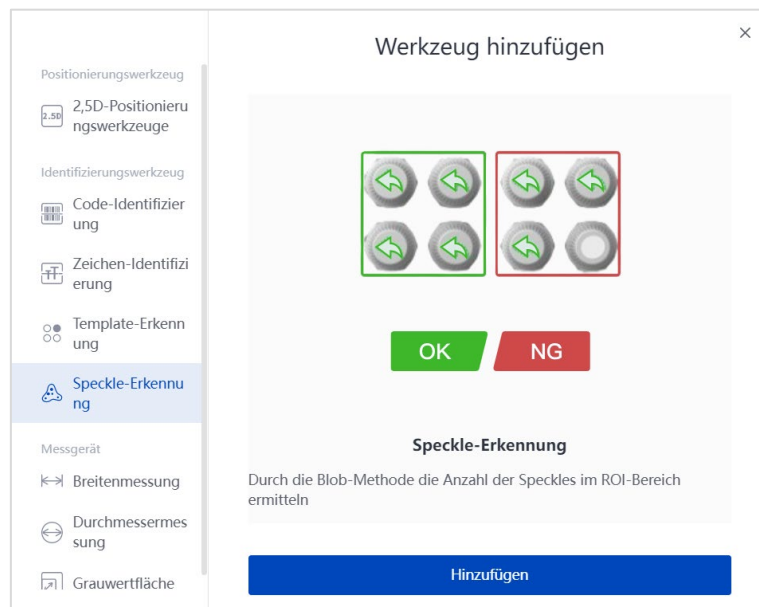 Werkzeug hinzufügen
×
Positionierungswerkzeug
2.5D
2,5D-Positionieru
ngswerkzeuge
Identifizierungswerkzeug
Code-Identifizier
ung
TT
Zeichen-Identifizi
erung
Template-Erkenn
ung
Speckle-Erkennu
ng
Messgerät
Breitenmessung
Durchmessermes
sung
Grauwertfläche
OK
NG
Speckle-Erkennung
Durch die Blob-Methode die Anzahl der Speckles im ROI-Bereich
ermitteln
Hinzufügen